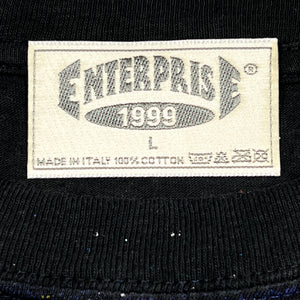 ENTERPRISE ®
1999
L
MADE IN ITALY 100% COTTON